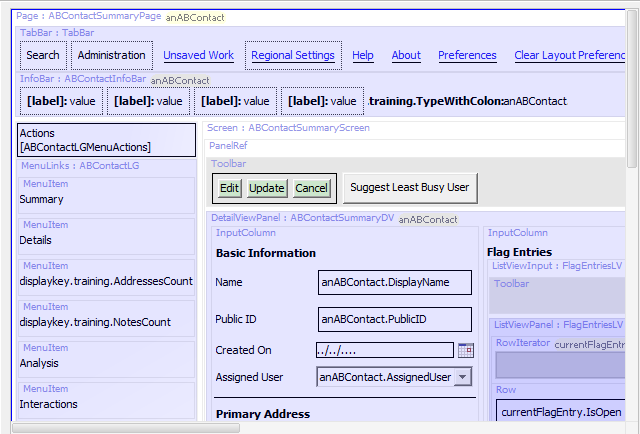 Page : ABContactSummaryPage anABContact
TabBar : TabBar
Search Administration Unsaved Work Regional Settings Help About Preferences Clear Layout Preferenc
InfoBar : ABContactInfoBar anABContact
[label]: value [label]: value [label]: value [label]: value .training.TypeWithColon:anABContact
Actions
[ABContactLGMenuActions]
MenuLinks : ABContactLG
MenuItem
Summary
MenuItem
Details
MenuItem
displaykey.training.AddressesCount
MenuItem
displaykey.training.NotesCount
MenuItem
Analysis
MenuItem
Interactions
Screen : ABContactSummaryScreen
PanelRef
Toolbar
Edit Update Cancel Suggest Least Busy User
DetailViewPanel : ABContactSummaryDV anABContact
InputColumn
Basic Information
Name anABContact.DisplayName
Public ID anABContact.PublicID
Created On ../../....
Assigned User anABContact.AssignedUser
Primary Address
InputColumn
Flag Entries
ListViewInput : FlagEntriesLV
Toolbar
ListViewPanel : FlagEntriesLV
RowIterator currentFlagEntr
Row
currentFlagEntry.IsOpen